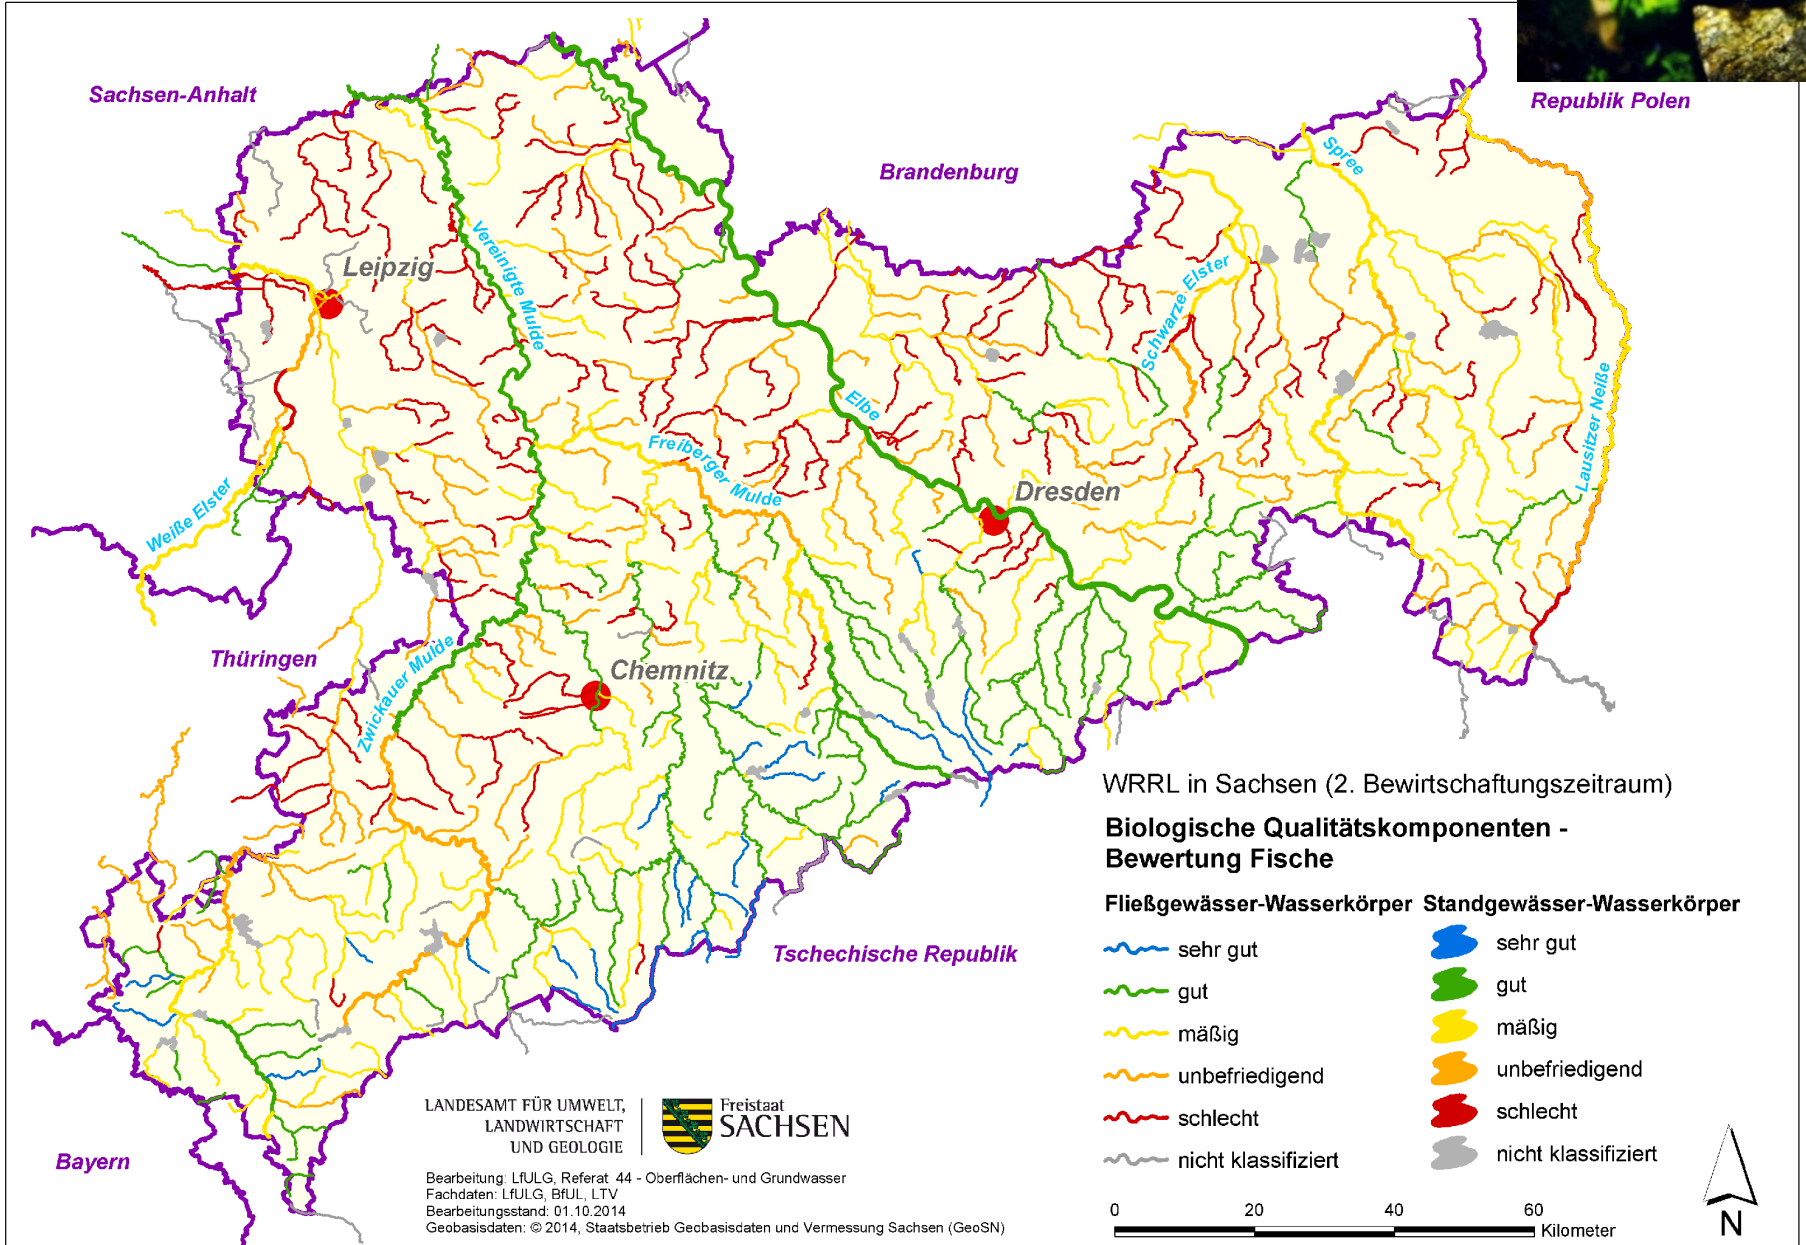 Sachsen-Anhalt
Republik Polen
Brandenburg
Spree
Leipzig
Vereinigte Mulde
Schwarze Elster
Elbe
Lausitzer Neiße
Freiberger Mulde
Weiße Elster
Dresden
Thüringen
Zwickauer Mulde
Chemnitz
Tschechische Republik
Bayern
WRRL in Sachsen (2. Bewirtschaftungszeitraum)
Biologische Qualitätskomponenten -
Bewertung Fische
Fließgewässer-Wasserkörper
sehr gut
gut
mäßig
unbefriedigend
schlecht
nicht klassifiziert
Standgewässer-Wasserkörper
sehr gut
gut
mäßig
unbefriedigend
schlecht
nicht klassifiziert
LANDESAMT FÜR UMWELT,
LANDWIRTSCHAFT
UND GEOLOGIE
Freistaat
SACHSEN
Bearbeitung: LfULG, Referat 44 - Oberflächen- und Grundwasser
Fachdaten: LfULG, BfUL, LTV
Bearbeitungsstand: 01.10.2014
Geobasisdaten: © 2014, Staatsbetrieb Geobasisdaten und Vermessung Sachsen (GeoSN)
0 20 40 60
Kilometer
N